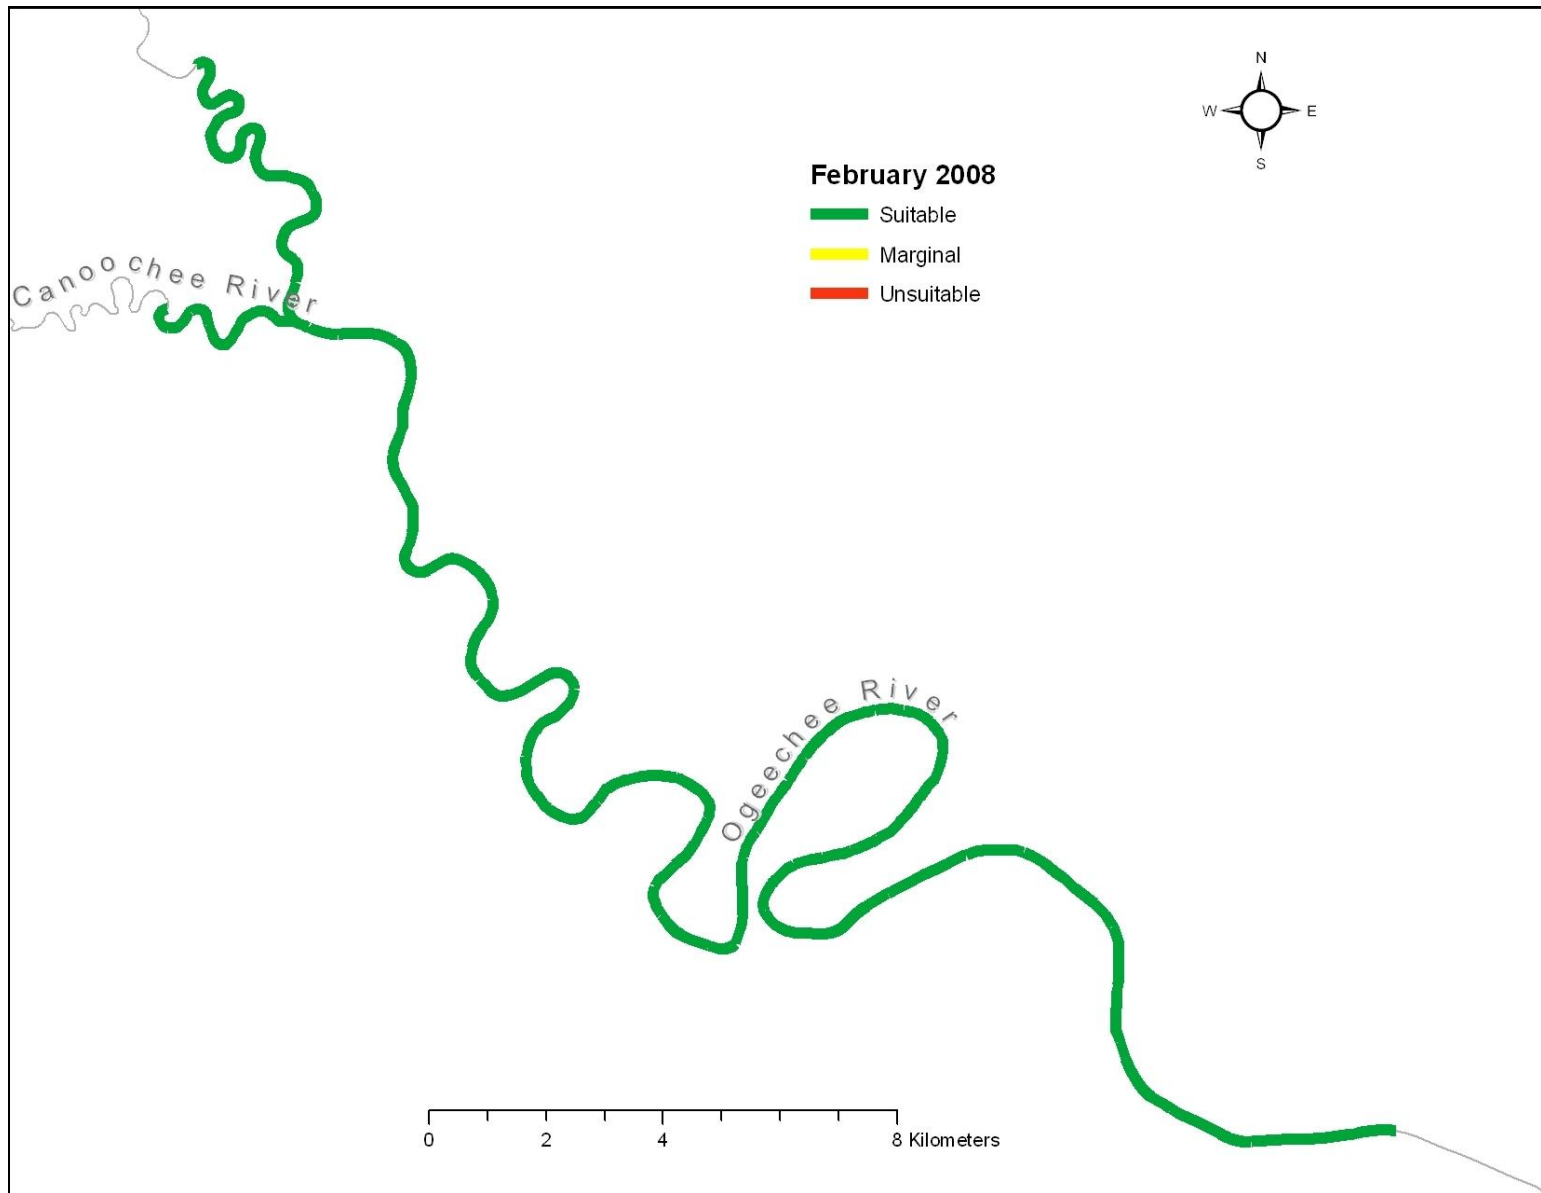 N
W E
S
February 2008
Suitable
Marginal
Unsuitable
Canoochee River
Ogeechee River
0 2 4 8 Kilometers